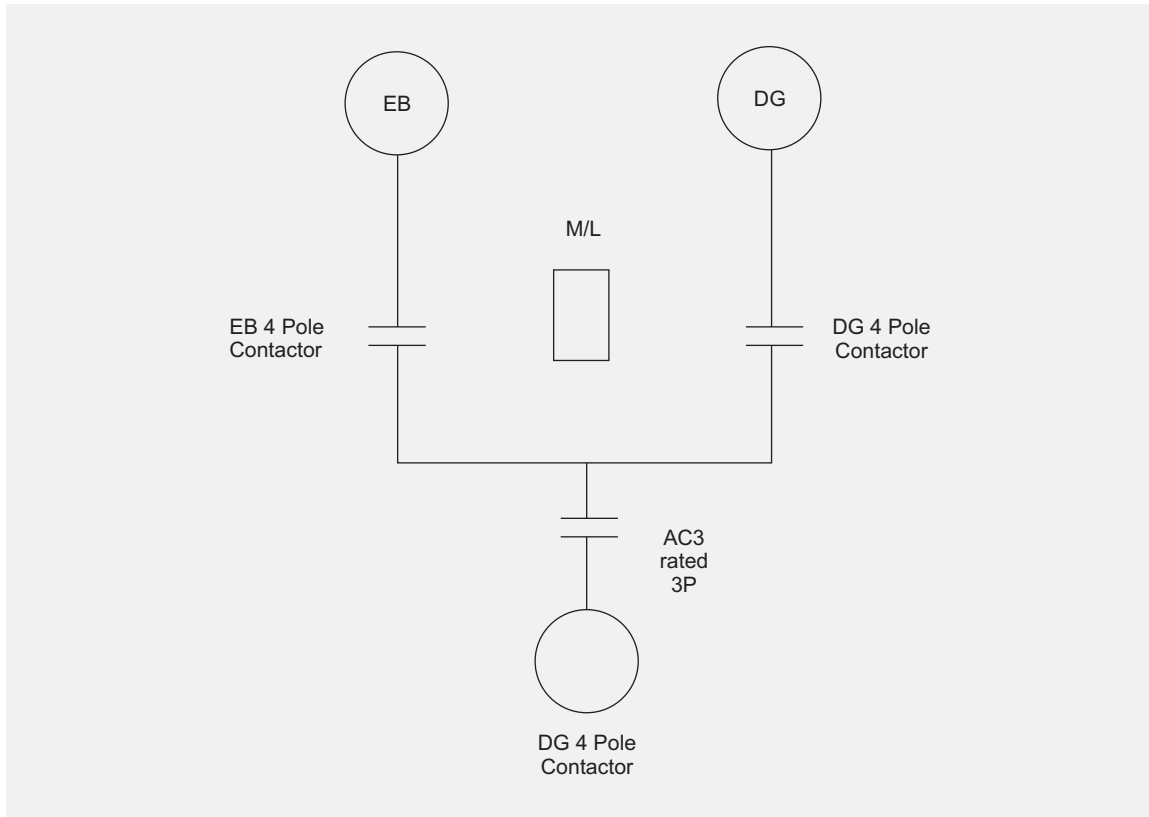 EB
DG
M/L
EB 4 Pole
Contactor
DG 4 Pole
Contactor
AC3
rated
3P
DG 4 Pole
Contactor